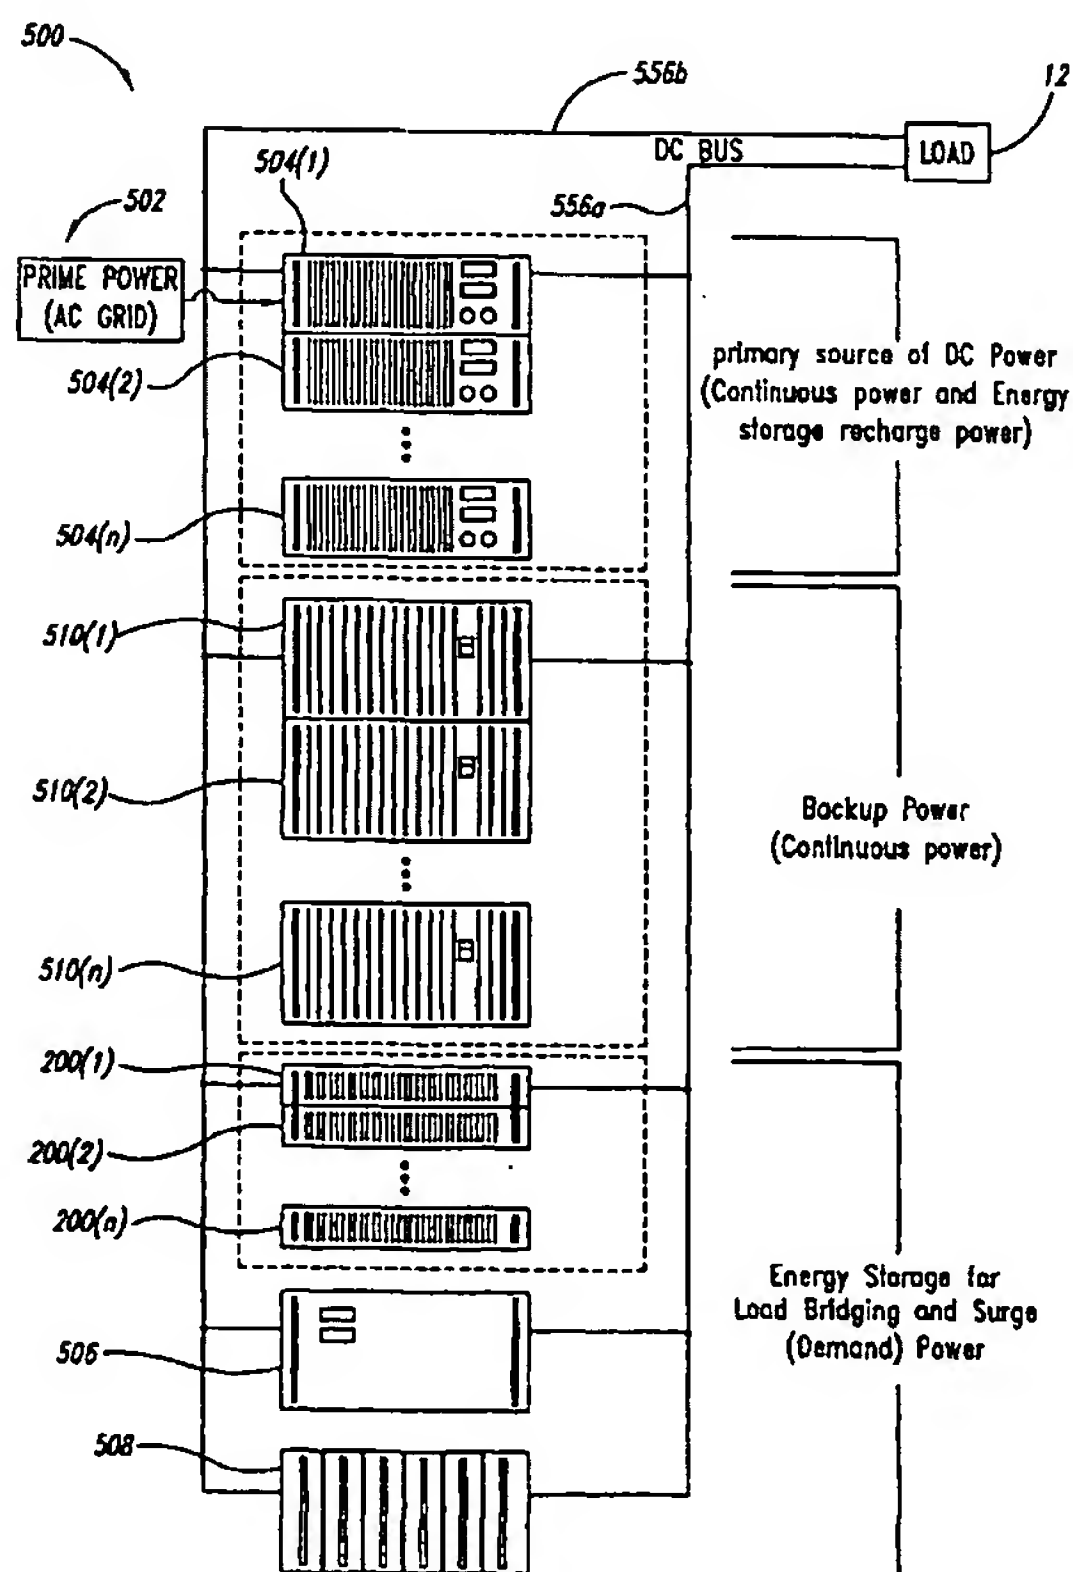 500
556b
12
DC BUS
LOAD
504(1)
556a
502
PRIME POWER
(AC GRID)
504(2)
primary source of DC Power
(Continuous power and Energy
storage recharge power)
504(n)
510(1)
510(2)
Backup Power
(Continuous power)
510(n)
200(1)
200(2)
200(n)
Energy Storage for
Load Bridging and Surge
(Demand) Power
506
508